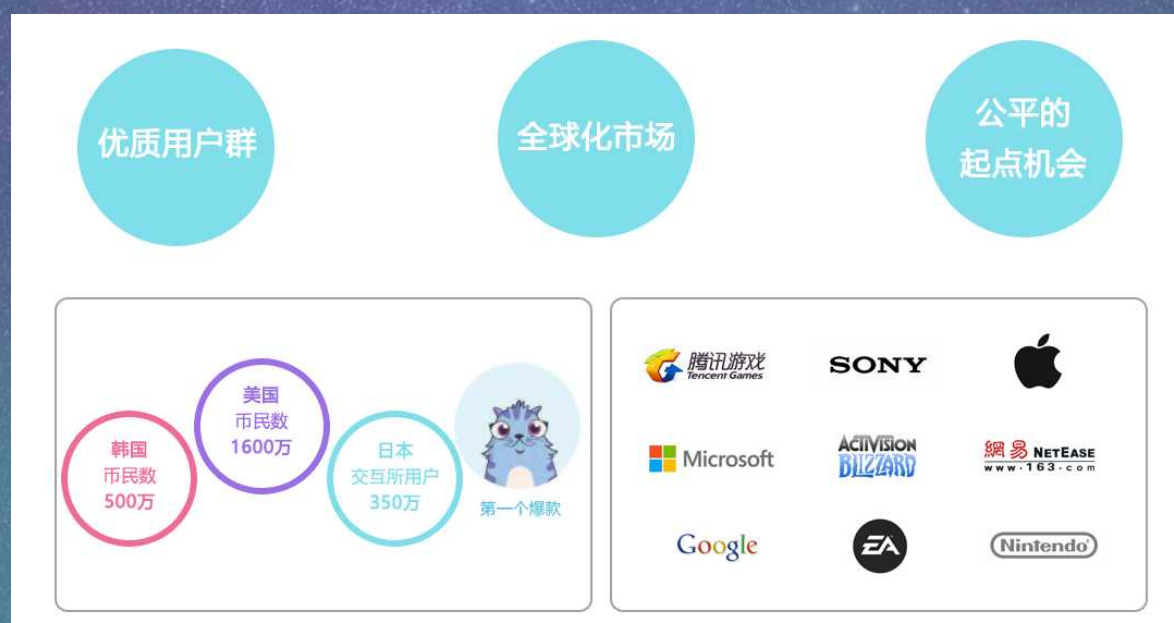 优质用户群
全球化市场
公平的
起点机会
韩国
币民数
500万
美国
币民数
1600万
日本
交互所用户
350万
第一个爆款
腾讯游戏
Tencent Games
SONY
Microsoft
ACTIVISION
BLIZZARD
網易 NETEASE
www.163.com
Google
EA
Nintendo